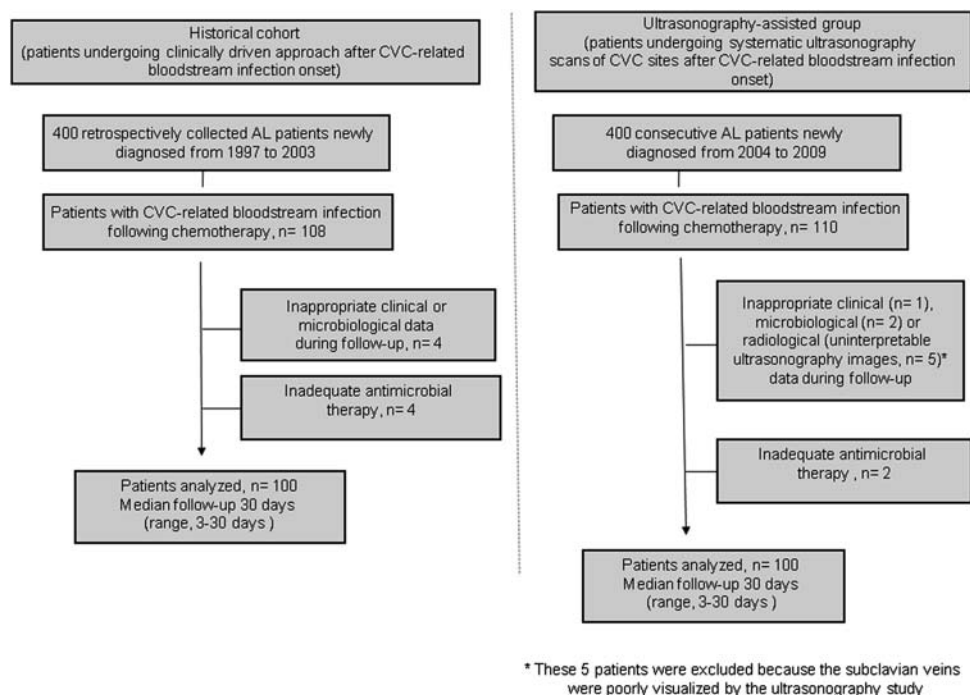 Historical cohort
(patients undergoing clinically driven approach after CVC-related
bloodstream infection onset)
400 retrospectively collected AL patients newly
diagnosed from 1997 to 2003
Patients with CVC-related bloodstream infection
following chemotherapy, n= 108
Inappropriate clinical or
microbiological data
during follow-up, n= 4
Inadequate antimicrobial
therapy, n= 4
Patients analyzed, n= 100
Median follow-up 30 days
(range, 3-30 days )
Ultrasonography-assisted group
(patients undergoing systematic ultrasonography
scans of CVC sites after CVC-related bloodstream infection
onset)
400 consecutive AL patients newly
diagnosed from 2004 to 2009
Patients with CVC-related bloodstream infection
following chemotherapy, n= 110
Inappropriate clinical (n= 1),
microbiological (n= 2) or
radiological (uninterpretable
ultrasonography images, n= 5)*
data during follow-up
Inadequate antimicrobial
therapy , n= 2
Patients analyzed, n= 100
Median follow-up 30 days
(range, 3-30 days )
* These 5 patients were excluded because the subclavian veins
were poorly visualized by the ultrasonography study